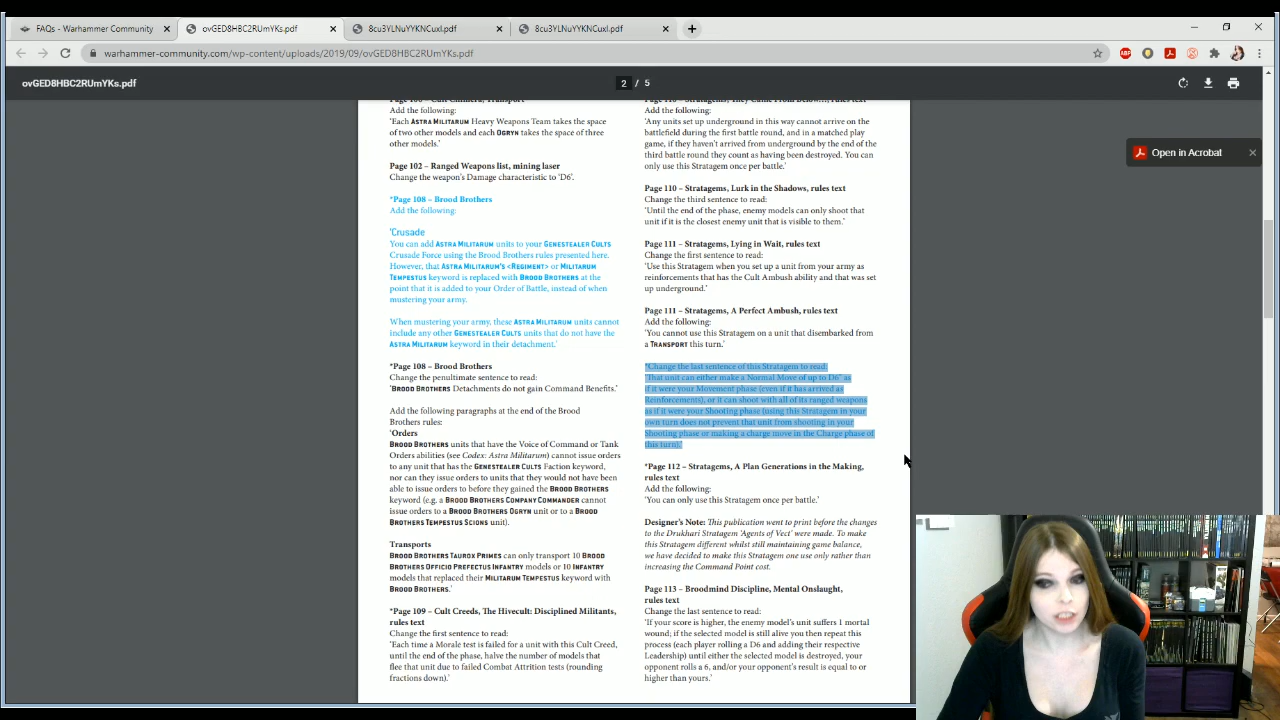 FAQs - Warhammer Community
ovGED8HBC2RUmYKs.pdf
8cu3YLNuYYKNCuxl.pdf
8cu3YLNuYYKNCuxl.pdf
warhammer-community.com/wp-content/uploads/2019/09/ovGED8HBC2RUmYKs.pdf
ABP
ovGED8HBC2RUmYKs.pdf
2 / 5
Open in Acrobat
Page 100 – Cult Chimera, Transport
Add the following:
'Each ASTRA MILITARUM Heavy Weapons Team takes the space
of two other models and each OGRYN takes the space of three
other models.'
Page 102 – Ranged Weapons list, mining laser
Change the weapon's Damage characteristic to 'D6'.
*Page 108 – Brood Brothers
Add the following:
'Crusade
You can add ASTRA MILITARUM units to your GENESTEALER CULTS
Crusade Force using the Brood Brothers rules presented here.
However, that ASTRA MILITARUM'S <REGIMENT> or MILITARUM
TEMPESTUS keyword is replaced with BROOD BROTHERS at the
point that it is added to your Order of Battle, instead of when
mustering your army.
When mustering your army, these ASTRA MILITARUM units cannot
include any other GENESTEALER CULTS units that do not have the
ASTRA MILITARUM keyword in their detachment.'
*Page 108 – Brood Brothers
Change the penultimate sentence to read:
'BROOD BROTHERS Detachments do not gain Command Benefits.'
Add the following paragraphs at the end of the Brood
Brothers rules:
'Orders
BROOD BROTHERS units that have the Voice of Command or Tank
Orders abilities (see Codex: Astra Militarum) cannot issue orders
to any unit that has the GENESTEALER CULTS Faction keyword,
nor can they issue orders to units that they would not have been
able to issue orders to before they gained the BROOD BROTHERS
keyword (e.g. a BROOD BROTHERS COMPANY COMMANDER cannot
issue orders to a BROOD BROTHERS OGRYN unit or to a BROOD
BROTHERS TEMPESTUS SCIONS unit).
Transports
BROOD BROTHERS TAUROX PRIMES can only transport 10 BROOD
BROTHERS OFFICIO PREFECTUS INFANTRY models or 10 INFANTRY
models that replaced their MILITARUM TEMPESTUS keyword with
BROOD BROTHERS.'
*Page 109 – Cult Creeds, The Hivecult: Disciplined Militants,
rules text
Change the first sentence to read:
'Each time a Morale test is failed for a unit with this Cult Creed,
until the end of the phase, halve the number of models that
flee that unit due to failed Combat Attrition tests (rounding
fractions down).'
Page 110 – Stratagems, They Came From Below…, rules text
Add the following:
'Any units set up underground in this way cannot arrive on the
battlefield during the first battle round, and in a matched play
game, if they haven't arrived from underground by the end of the
third battle round they count as having been destroyed. You can
only use this Stratagem once per battle.'
Page 110 – Stratagems, Lurk in the Shadows, rules text
Change the third sentence to read:
'Until the end of the phase, enemy models can only shoot that
unit if it is the closest enemy unit that is visible to them.'
Page 111 – Stratagems, Lying in Wait, rules text
Change the first sentence to read:
'Use this Stratagem when you set up a unit from your army as
reinforcements that has the Cult Ambush ability and that was set
up underground.'
Page 111 – Stratagems, A Perfect Ambush, rules text
Add the following:
'You cannot use this Stratagem on a unit that disembarked from
a TRANSPORT this turn.'
*Change the last sentence of this Stratagem to read:
'That unit can either make a Normal Move of up to D6" as
if it were your Movement phase (even if it has arrived as
Reinforcements), or it can shoot with all of its ranged weapons
as if it were your Shooting phase (using this Stratagem in your
own turn does not prevent that unit from shooting in your
Shooting phase or making a charge move in the Charge phase of
this turn).'
*Page 112 – Stratagems, A Plan Generations in the Making,
rules text
Add the following:
'You can only use this Stratagem once per battle.'
Designer's Note: This publication went to print before the changes
to the Drukhari Stratagem 'Agents of Vect' were made. To make
this Stratagem different whilst still maintaining game balance,
we have decided to make this Stratagem one use only rather than
increasing the Command Point cost.
Page 113 – Broodmind Discipline, Mental Onslaught,
rules text
Change the last sentence to read:
'If your score is higher, the enemy model's unit suffers 1 mortal
wound; if the selected model is still alive you then repeat this
process (each player rolling a D6 and adding their respective
Leadership) until either the selected model is destroyed, your
opponent rolls a 6, and/or your opponent's result is equal to or
higher than yours.'